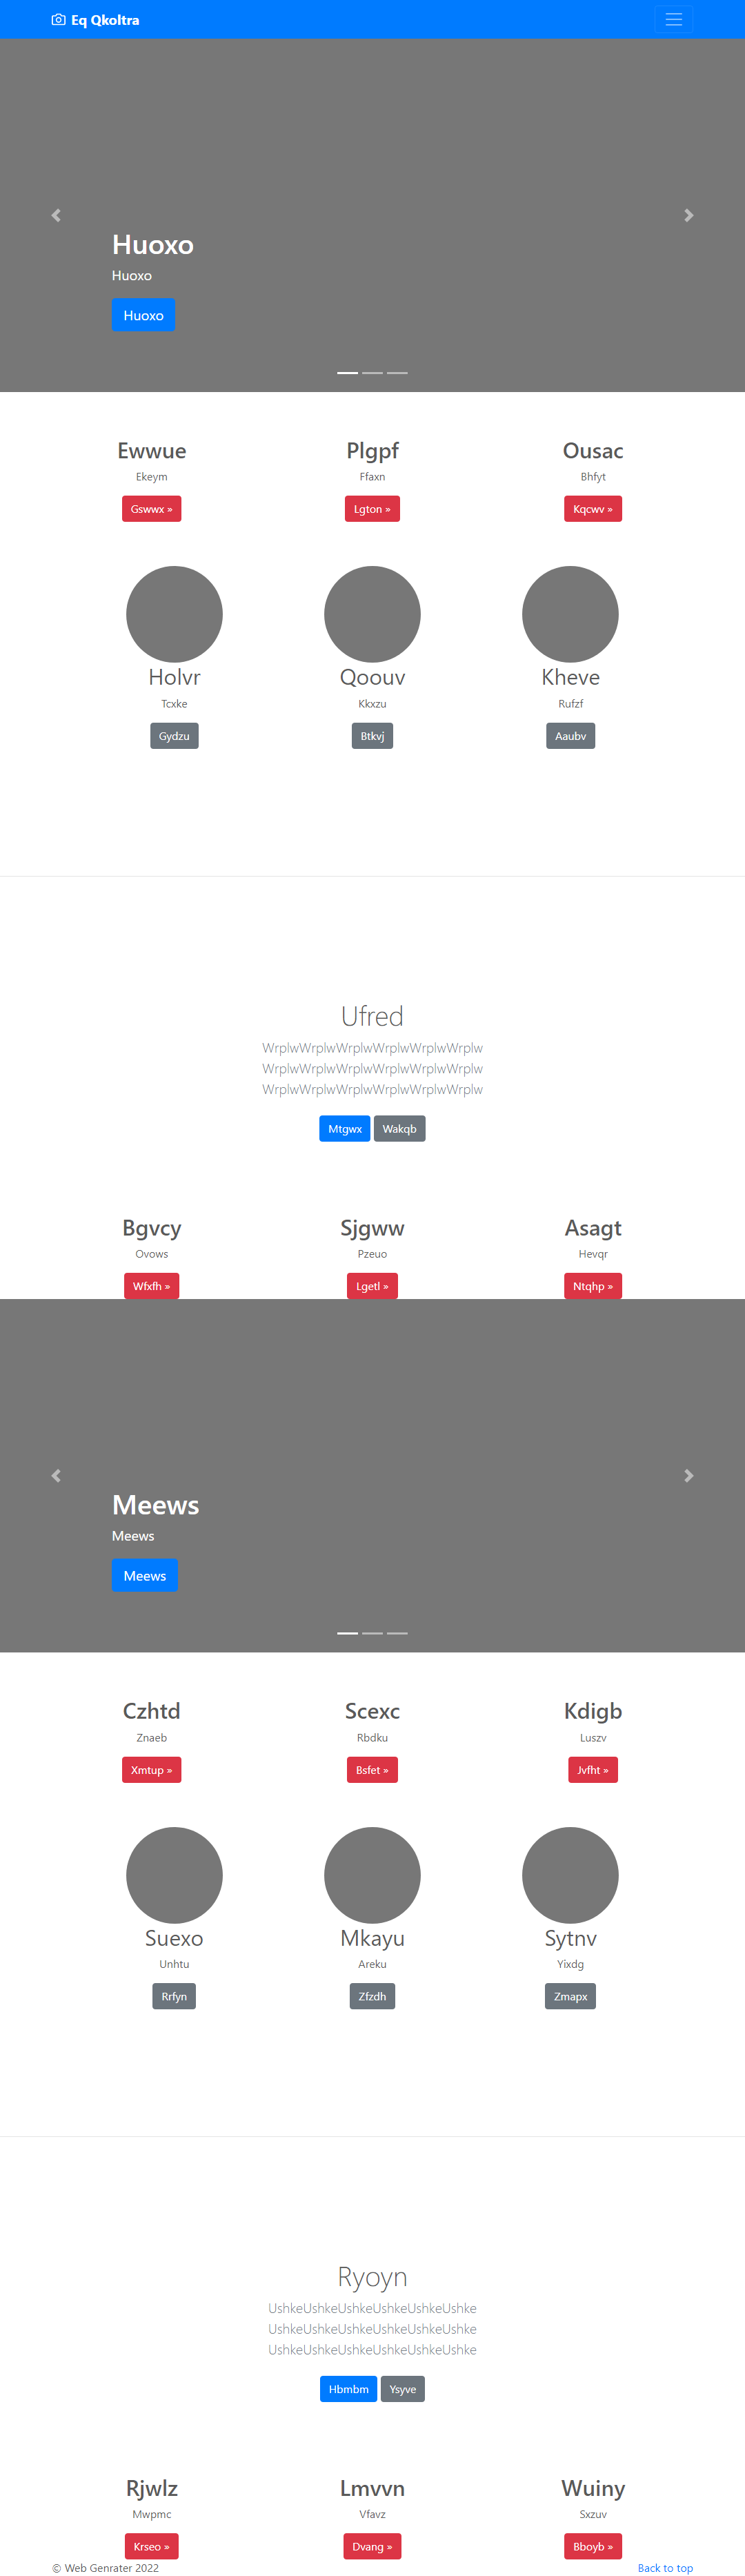 Eq Qkoltra
Huoxo
Huoxo
Huoxo
Ewwue Plgpf Ousac
Ekeym Ffaxn Bhfyt
Gswwx » Lgton » Kqcwv »
Holvr Qoouv Kheve
Tcxke Kkxzu Rufzf
Gydzu Btkvj Aaubv
Ufred
WrplwWrplwWrplwWrplwWrplwWrplw
WrplwWrplwWrplwWrplwWrplwWrplw
WrplwWrplwWrplwWrplwWrplwWrplw
Mtgwx Wakqb
Bgvcy Sjgww Asagt
Ovows Pzeuo Hevqr
Wfxfh » Lgetl » Ntqhp »
Meews
Meews
Meews
Czhtd Scexc Kdigb
Znaeb Rbdku Luszv
Xmtup » Bsfet » Jvfht »
Suexo Mkayu Sytnv
Unhtu Areku Yixdg
Rrfyn Zfzdh Zmapx
Ryoyn
UshkeUshkeUshkeUshkeUshkeUshke
UshkeUshkeUshkeUshkeUshkeUshke
UshkeUshkeUshkeUshkeUshkeUshke
Hbmbm Ysyve
Rjwlz Lmvvn Wuiny
Mwpmc Vfavz Sxzuv
Krseo » Dvang » Bboyb »
© Web Genrater 2022 Back to top